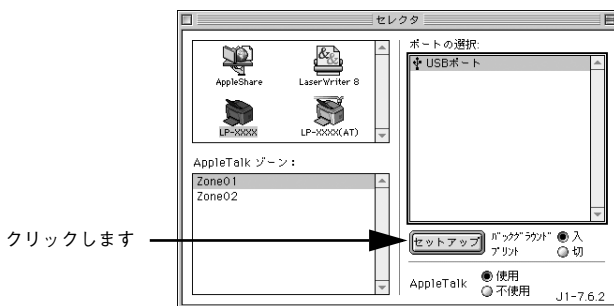 セレクタ
AppleShare
LaserWriter 8
LP-XXXX
LP-XXXX(AT)
AppleTalk ゾーン：
Zone01
Zone02
ポートの選択:
USBポート
クリックします
セットアップ
バックグラウンド
プリント
入
切
AppleTalk
使用
不使用
J1-7.6.2